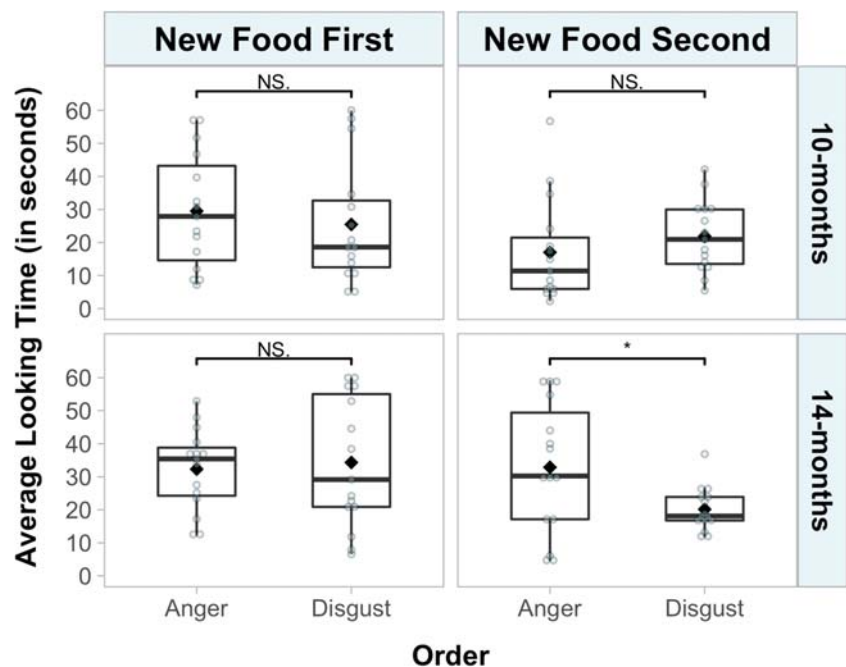 New Food First New Food Second
NS. NS.
60
50
40
30
20
10
0
10-months
NS. *
60
50
40
30
20
10
0
14-months
Average Looking Time (in seconds)
Anger Disgust Anger Disgust
Order